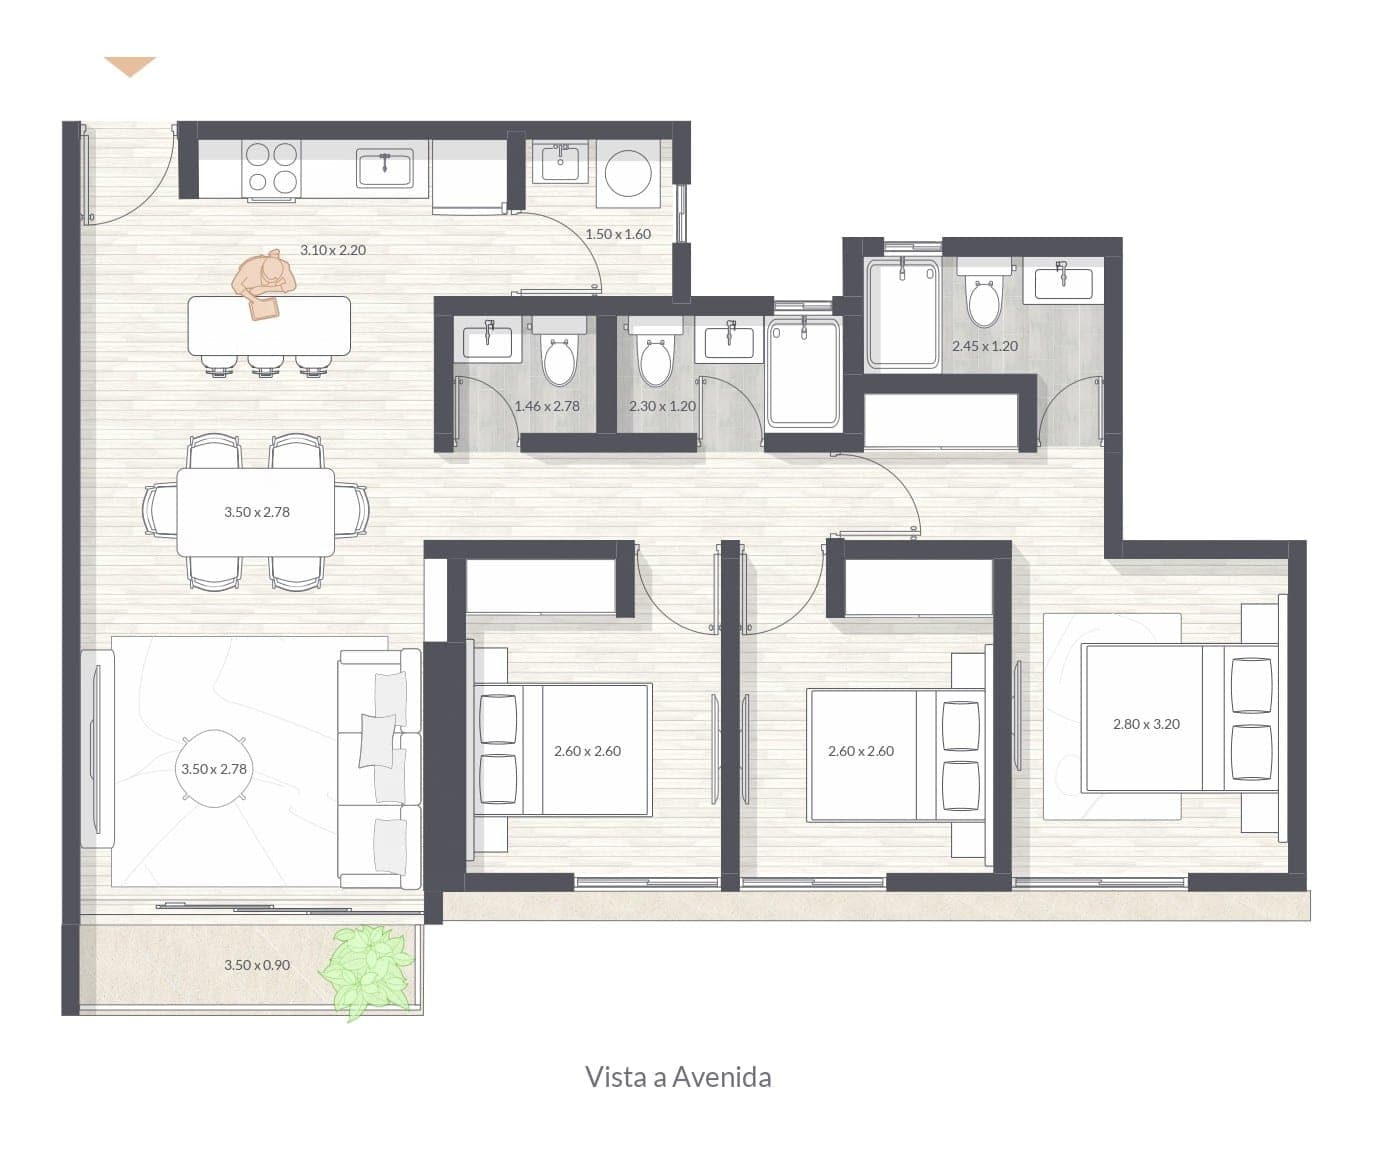 1.50 x 1.60
3.10 x 2.20
2.45 x 1.20
1.46 x 2.78
2.30 x 1.20
3.50 x 2.78
2.80 x 3.20
2.60 x 2.60
2.60 x 2.60
3.50 x 2.78
3.50 x 0.90
Vista a Avenida